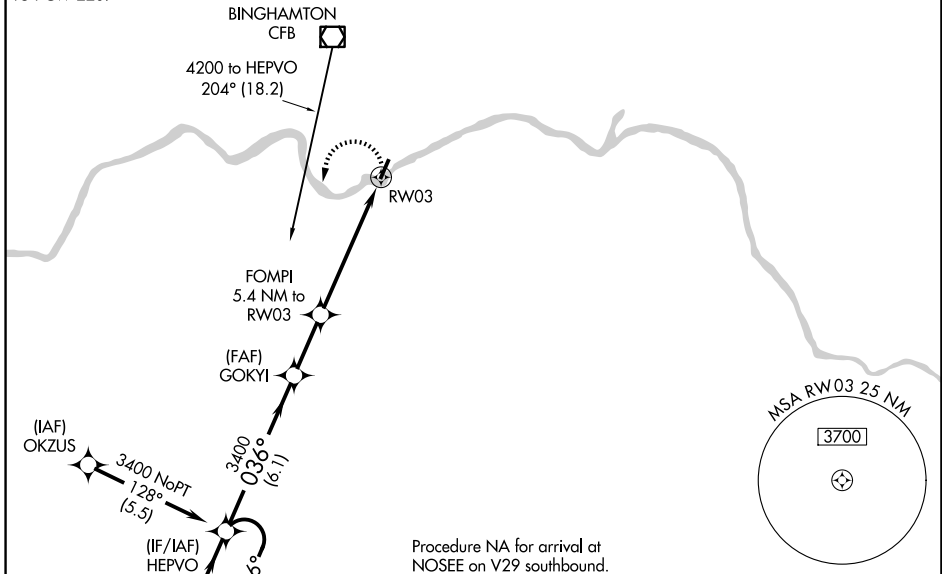 BINGHAMTON
CFB
4200 to HEPVO
204° (18.2)
RW03
FOMPI
5.4 NM to
RW03
(FAF)
GOKYI
(IAF)
OKZUS
3400 NoPT
128°
(5.5)
3400
036°
(6.1)
(IF/IAF)
HEPVO
MSA RW03 25 NM
3700
Procedure NA for arrival at
NOSEE on V29 southbound.